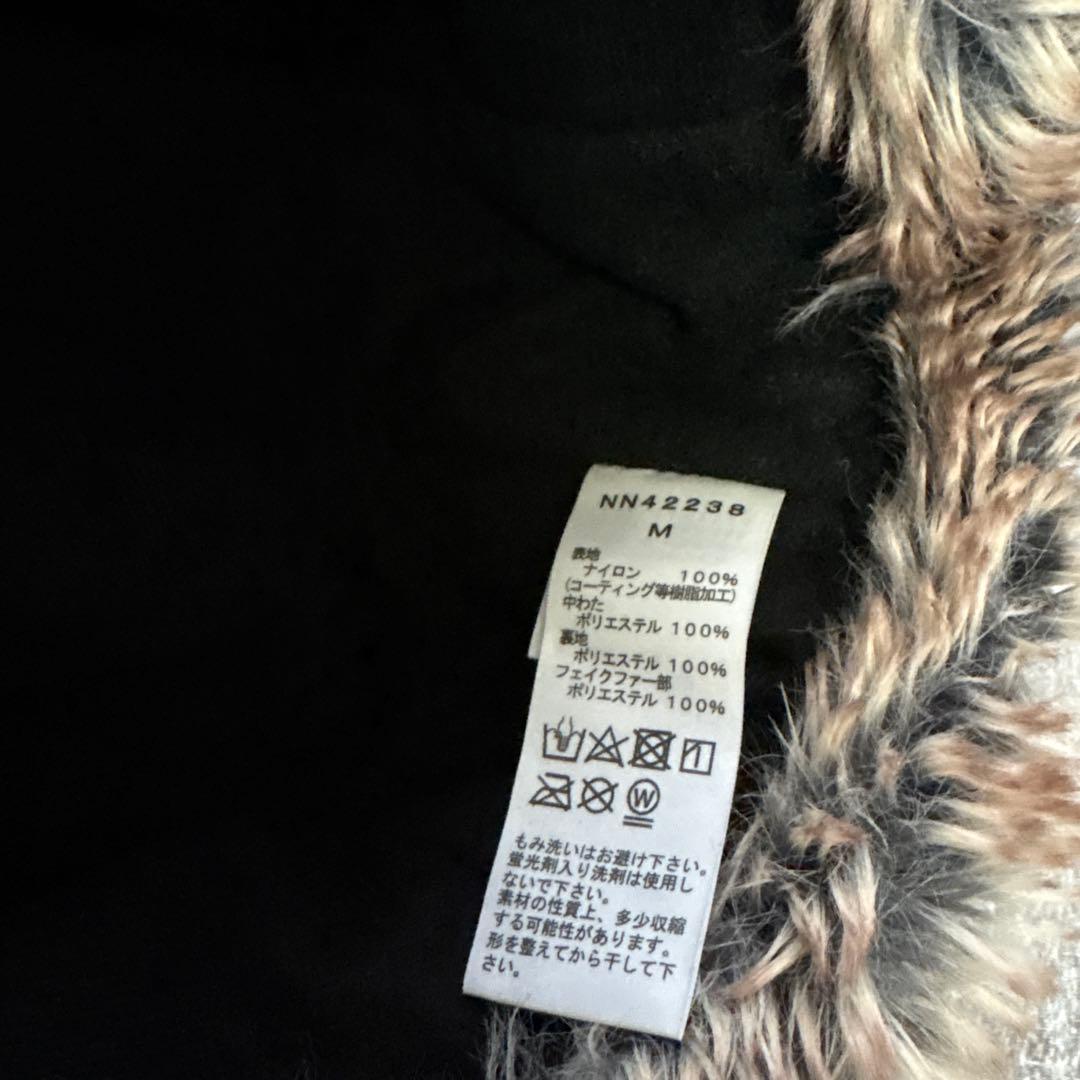 NN42238
M
表地
ナイロン 100%
(コーティング等樹脂加工)
中わた
ポリエステル 100%
裏地
ポリエステル 100%
フェイクファー部
ポリエステル 100%
W
もみ洗いはお避け下さい。
蛍光剤入り洗剤は使用し
ないで下さい。
素材の性質上、多少収縮
する可能性があります。
形を整えてから干して下
さい。